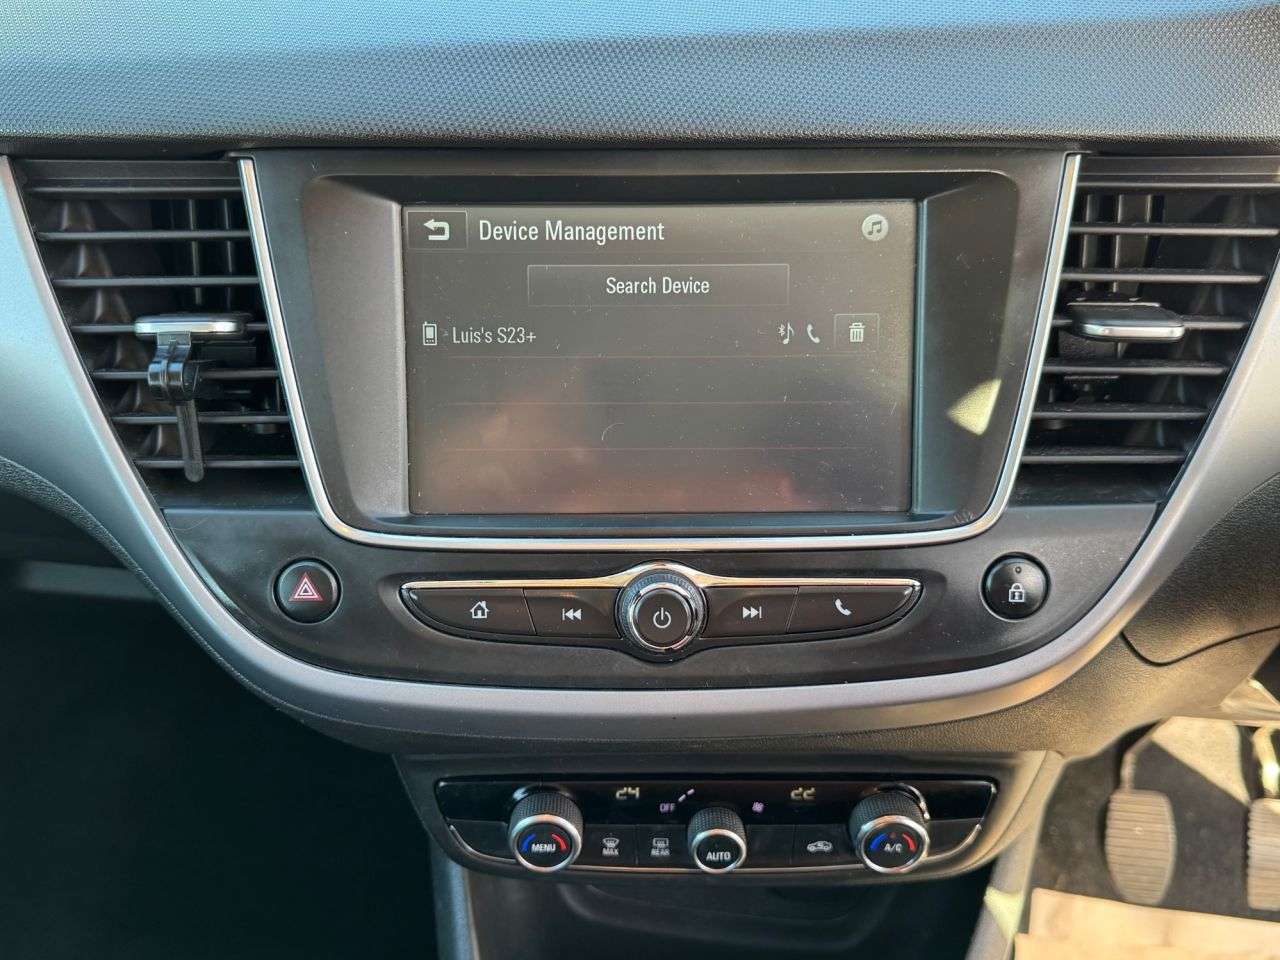 Device Management
Search Device
Luis's S23+
24
OFF
22
MENU
MAX
REAR
AUTO
A/C